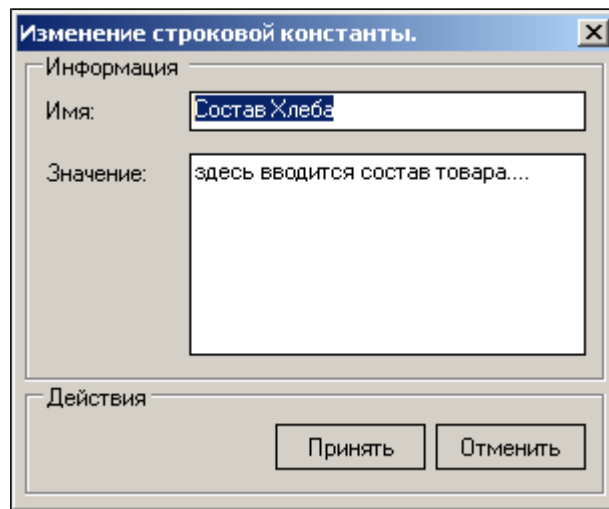 Изменение строковой константы.
Информация
Имя:
Состав Хлеба
Значение:
здесь вводится состав товара....
Действия
Принять
Отменить